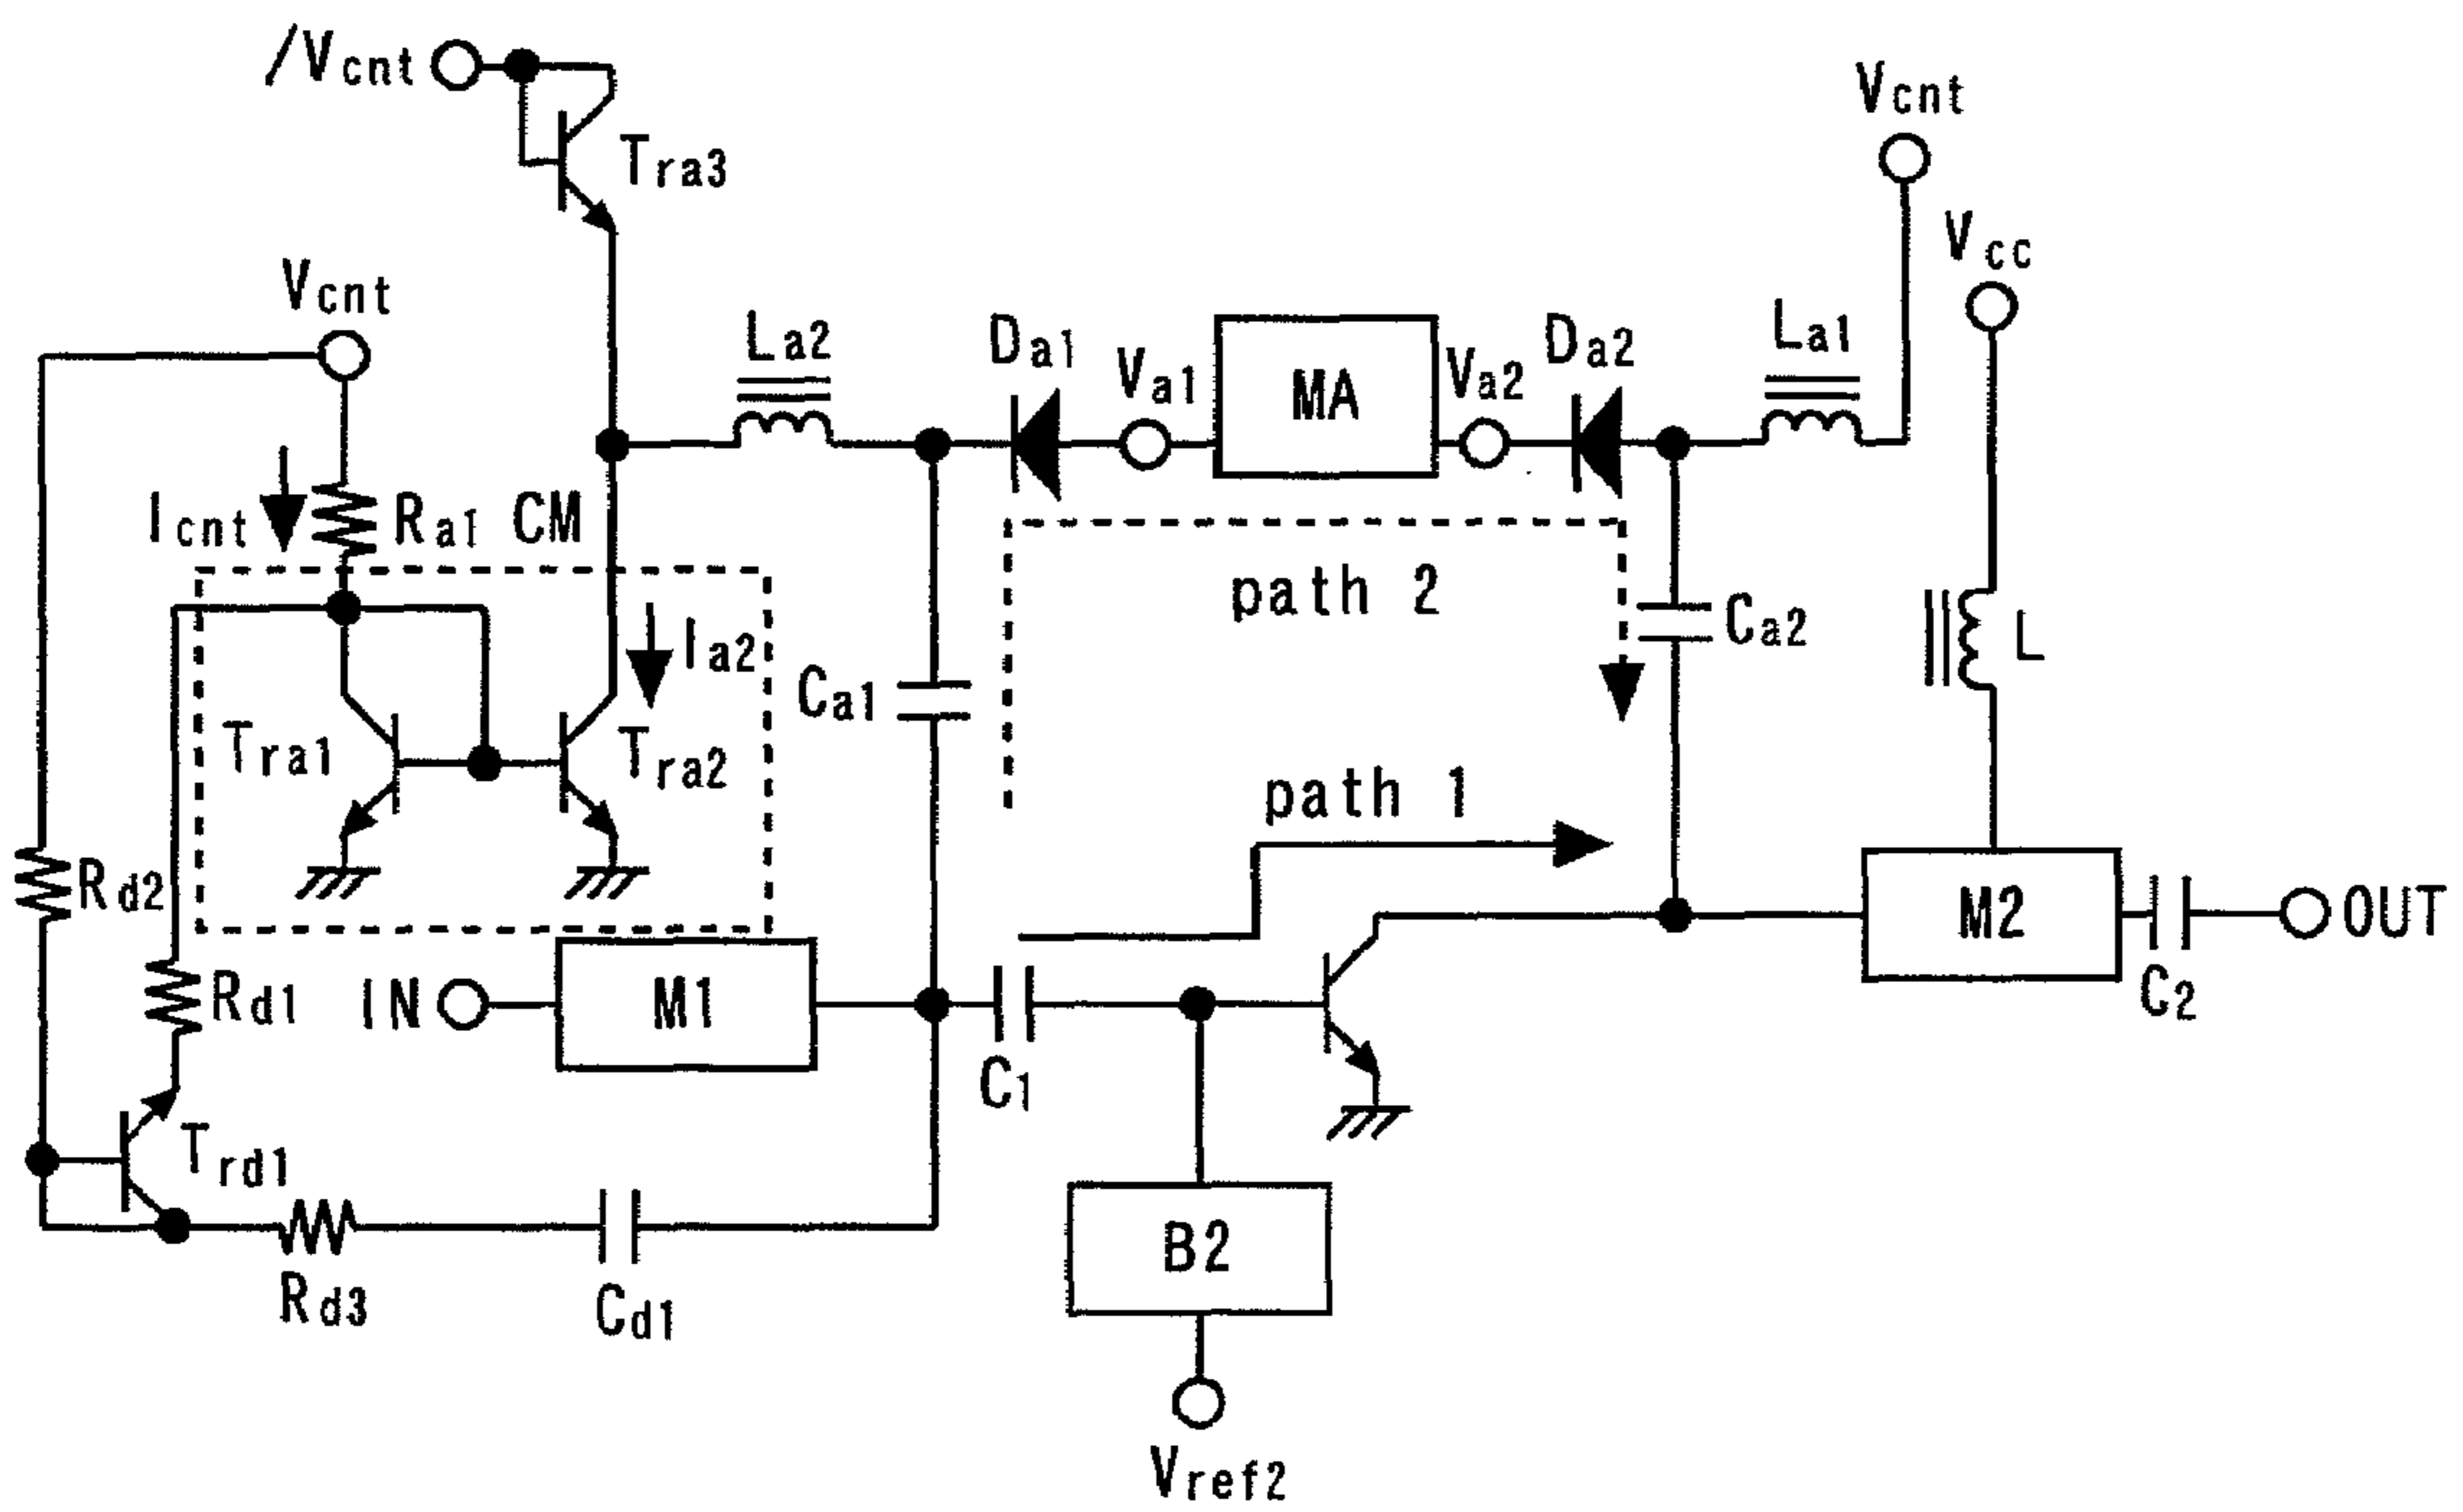 /Vcnt
Tra3
Vcnt
Vcc
Vcnt
La2
Da1
Va1
MA
Va2
Da2
La1
Icnt
Ra1
CM
path 2
Ca2
L
Ia2
Ca1
Tra1
Tra2
path 1
Rd2
M2
OUT
C2
Rd1
IN
M1
C1
Trd1
B2
Rd3
Cd1
Vref2